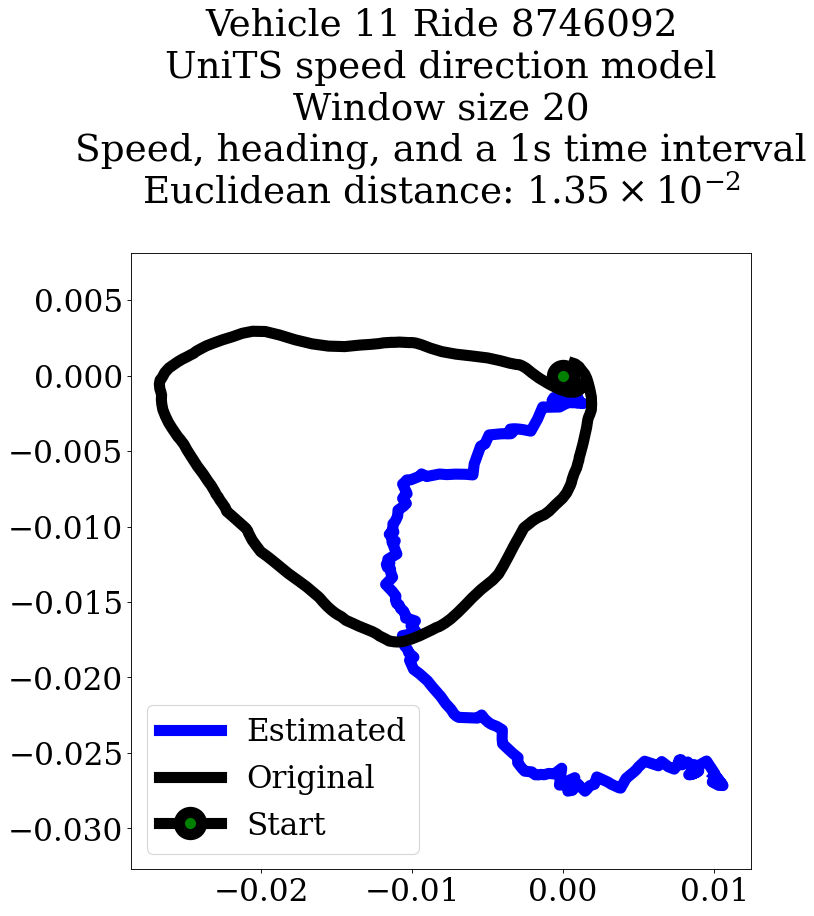 Vehicle 11 Ride 8746092
UniTS speed direction model
Window size 20
Speed, heading, and a 1s time interval
Euclidean distance: 1.35 × 10⁻²
0.005
0.000
−0.005
−0.010
−0.015
−0.020
−0.025
−0.030
Estimated
Original
Start
−0.02
−0.01
0.00
0.01